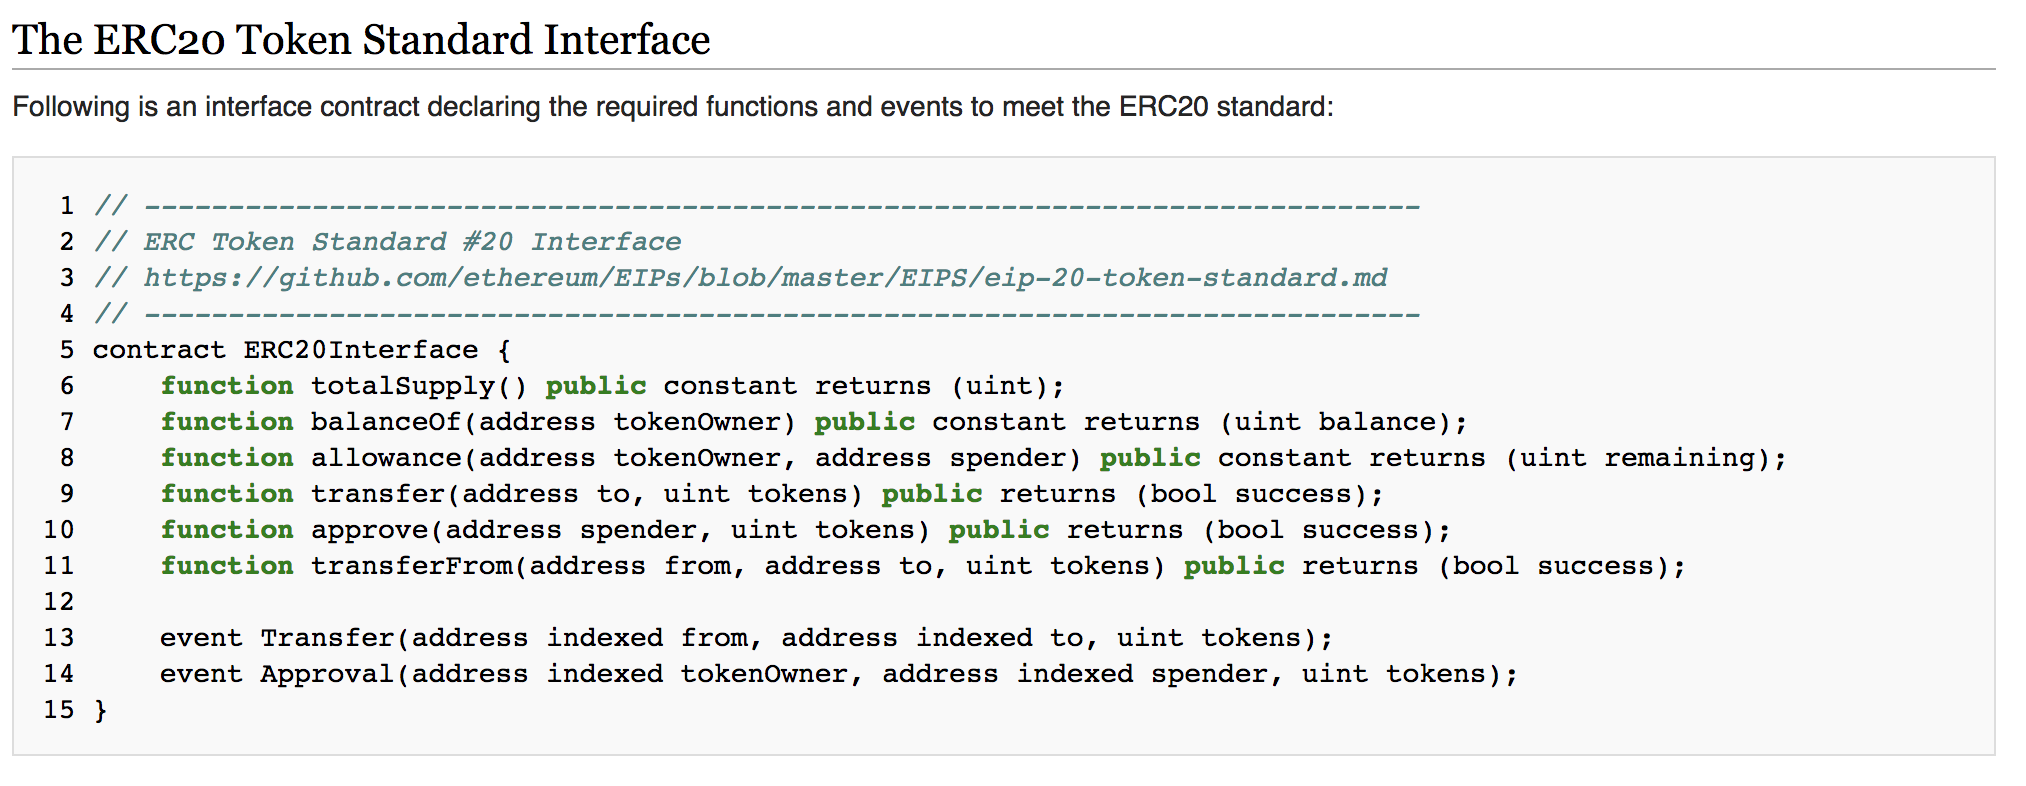 The ERC20 Token Standard Interface
Following is an interface contract declaring the required functions and events to meet the ERC20 standard:
1 // ----------------------------------------------------------------------------
2 // ERC Token Standard #20 Interface
3 // https://github.com/ethereum/EIPs/blob/master/EIPS/eip-20-token-standard.md
4 // ----------------------------------------------------------------------------
5 contract ERC20Interface {
6     function totalSupply() public constant returns (uint);
7     function balanceOf(address tokenOwner) public constant returns (uint balance);
8     function allowance(address tokenOwner, address spender) public constant returns (uint remaining);
9     function transfer(address to, uint tokens) public returns (bool success);
10     function approve(address spender, uint tokens) public returns (bool success);
11     function transferFrom(address from, address to, uint tokens) public returns (bool success);
12
13     event Transfer(address indexed from, address indexed to, uint tokens);
14     event Approval(address indexed tokenOwner, address indexed spender, uint tokens);
15 }